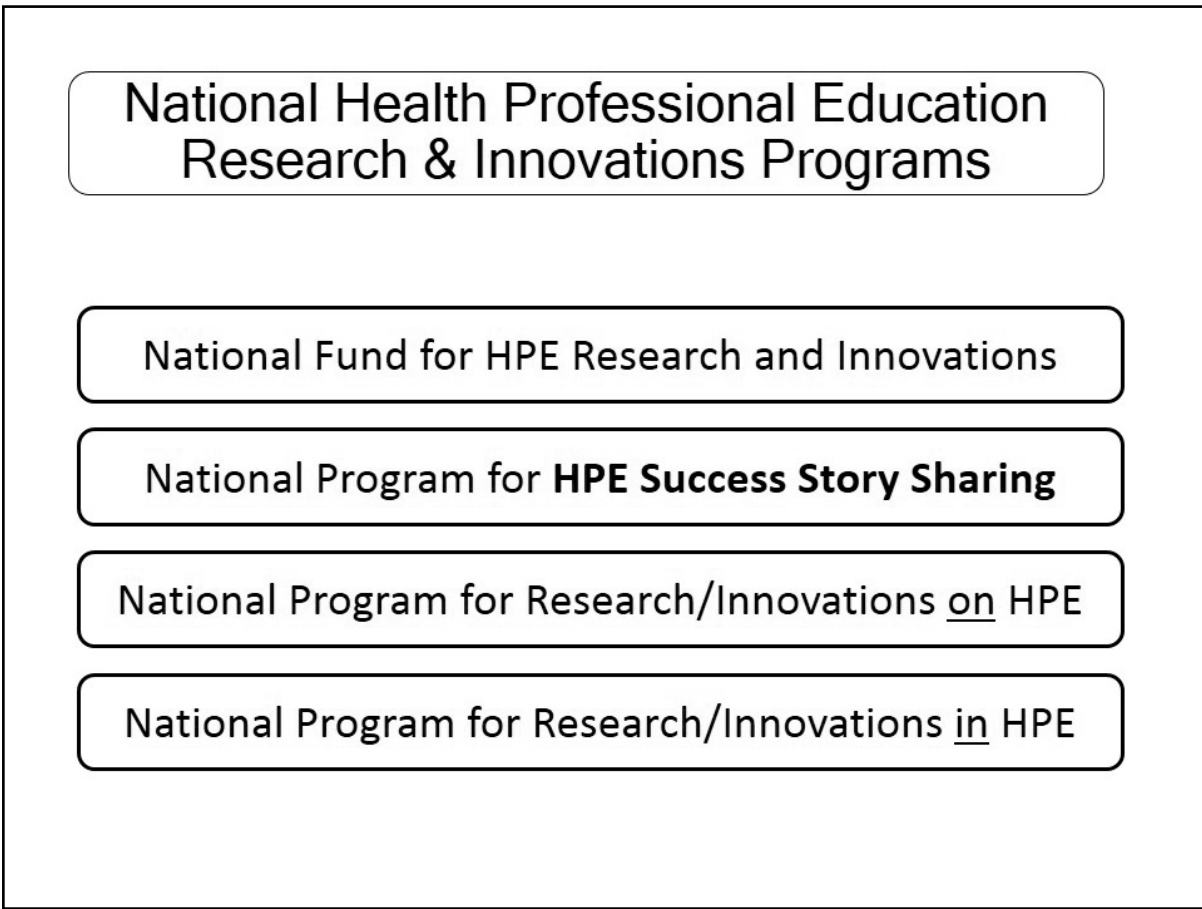 National Health Professional Education
Research & Innovations Programs
National Fund for HPE Research and Innovations
National Program for HPE Success Story Sharing
National Program for Research/Innovations on HPE
National Program for Research/Innovations in HPE